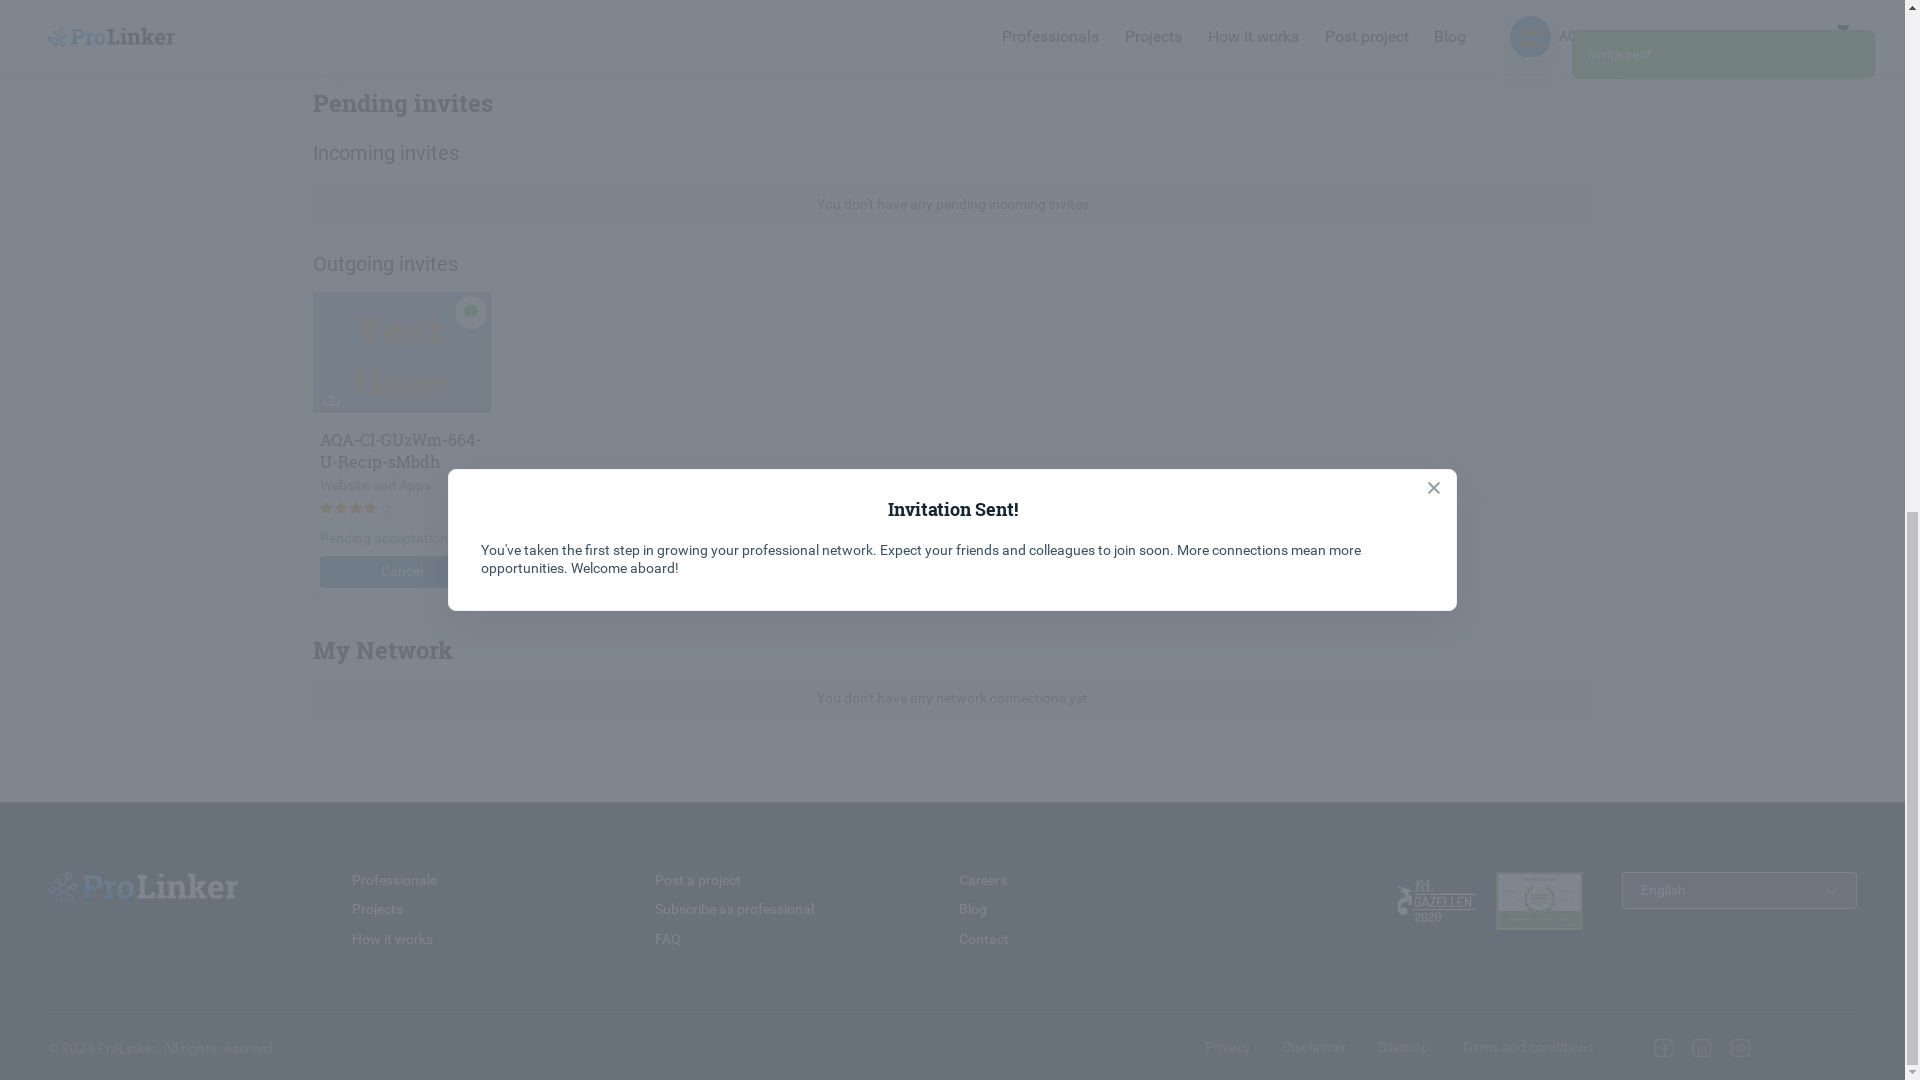 ProLinker
Professionals
Projects
How it works
Post project
Blog
Invite sent
Pending invites
Incoming invites
You don't have any pending incoming invites
Outgoing invites
Test
User
AQA-CI-GUzWm-664-
U-Recip-sMbdh
Website and Apps
Pending acceptation
Cancel
Invitation Sent!
You've taken the first step in growing your professional network. Expect your friends and colleagues to join soon. More connections mean more
opportunities. Welcome aboard!
My Network
You don't have any network connections yet
ProLinker
Professionals
Projects
How it works
Post a project
Subscribe as professional
FAQ
Careers
Blog
Contact
fd.
GAZELLEN
2020
English
© 2024 ProLinker. All rights reserved
Privacy
Disclaimer
Sitemap
Terms and conditions